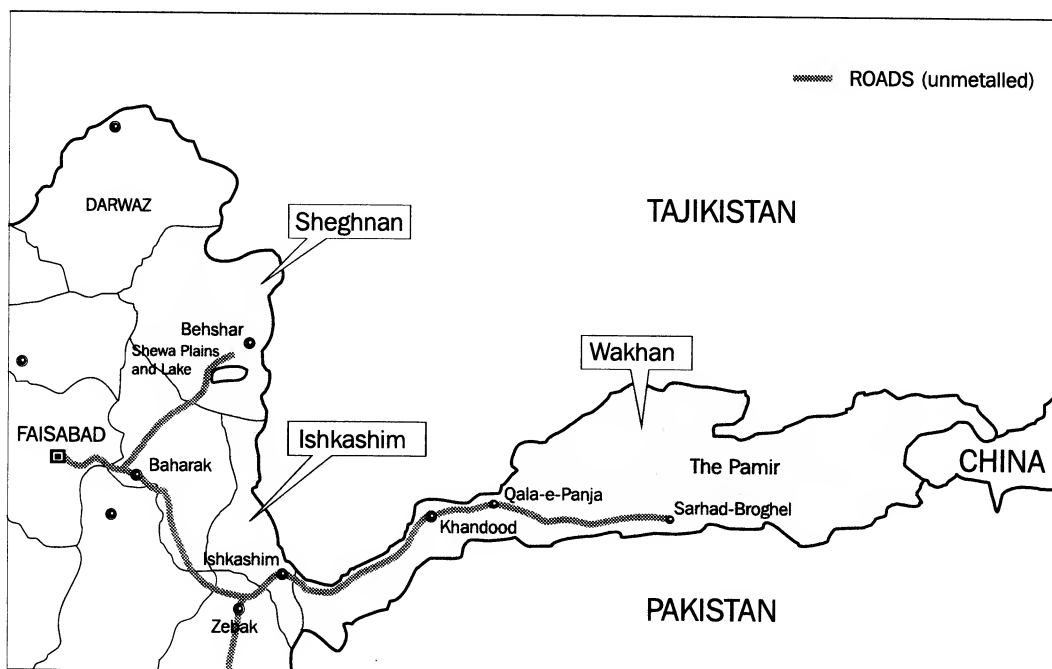 ROADS (unmetalled)
DARWAZ
Sheghnan
TAJIKISTAN
Behshar
Shewa Plains
and Lake
Wakhan
FAISABAD
Ishkashim
Baharak
The Pamir
CHINA
Qala-e-Panja
Sarhad-Broghel
Khandood
Ishkashim
Zebak
PAKISTAN